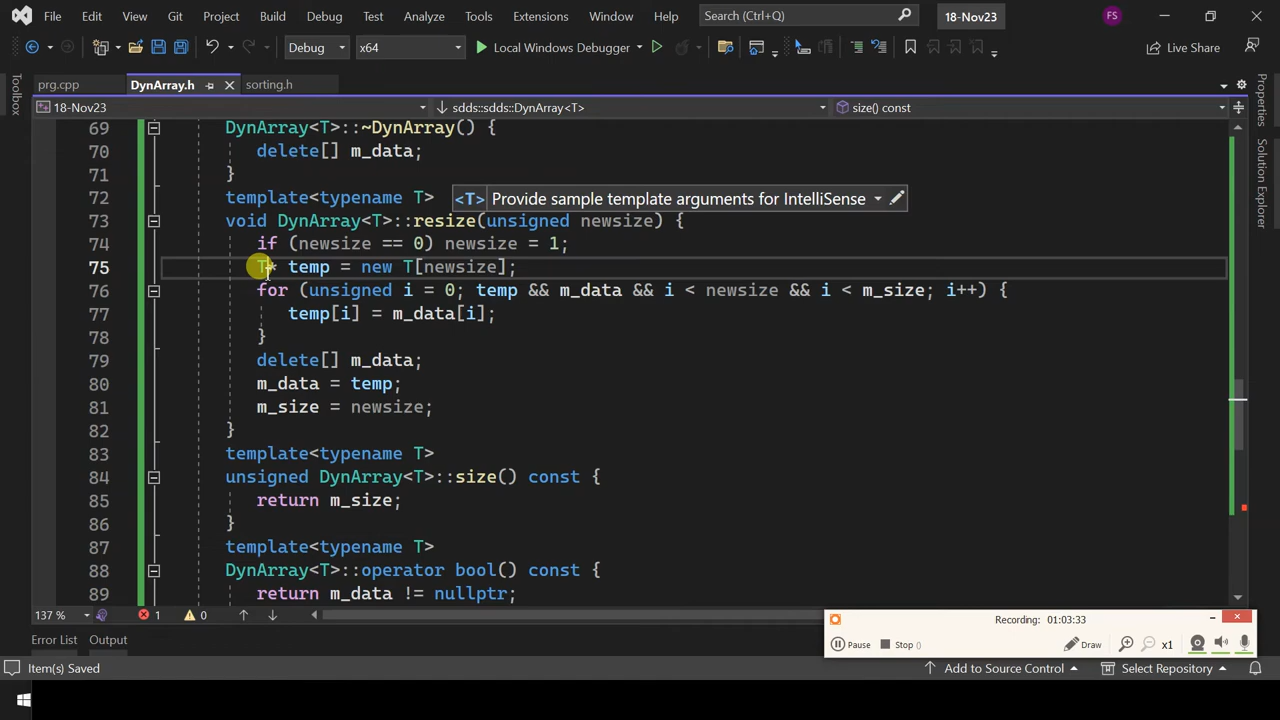 File Edit View Git Project Build Debug Test Analyze Tools Extensions Window Help Search (Ctrl+Q) 18-Nov23 FS
Debug x64 Local Windows Debugger Live Share
prg.cpp DynArray.h sorting.h
18-Nov23 sdds::sdds::DynArray<T> size() const
Toolbox
Properties
Solution Explorer
69 DynArray<T>::~DynArray() {
70 delete[] m_data;
71 }
72 template<typename T> <T> Provide sample template arguments for IntelliSense
73 void DynArray<T>::resize(unsigned newsize) {
74 if (newsize == 0) newsize = 1;
75 T* temp = new T[newsize];
76 for (unsigned i = 0; temp && m_data && i < newsize && i < m_size; i++) {
77 temp[i] = m_data[i];
78 }
79 delete[] m_data;
80 m_data = temp;
81 m_size = newsize;
82 }
83 template<typename T>
84 unsigned DynArray<T>::size() const {
85 return m_size;
86 }
87 template<typename T>
88 DynArray<T>::operator bool() const {
89 return m_data != nullptr;
137 % 1 0
Recording: 01:03:33
Pause Stop () Draw x1
Error List Output
Item(s) Saved Add to Source Control Select Repository